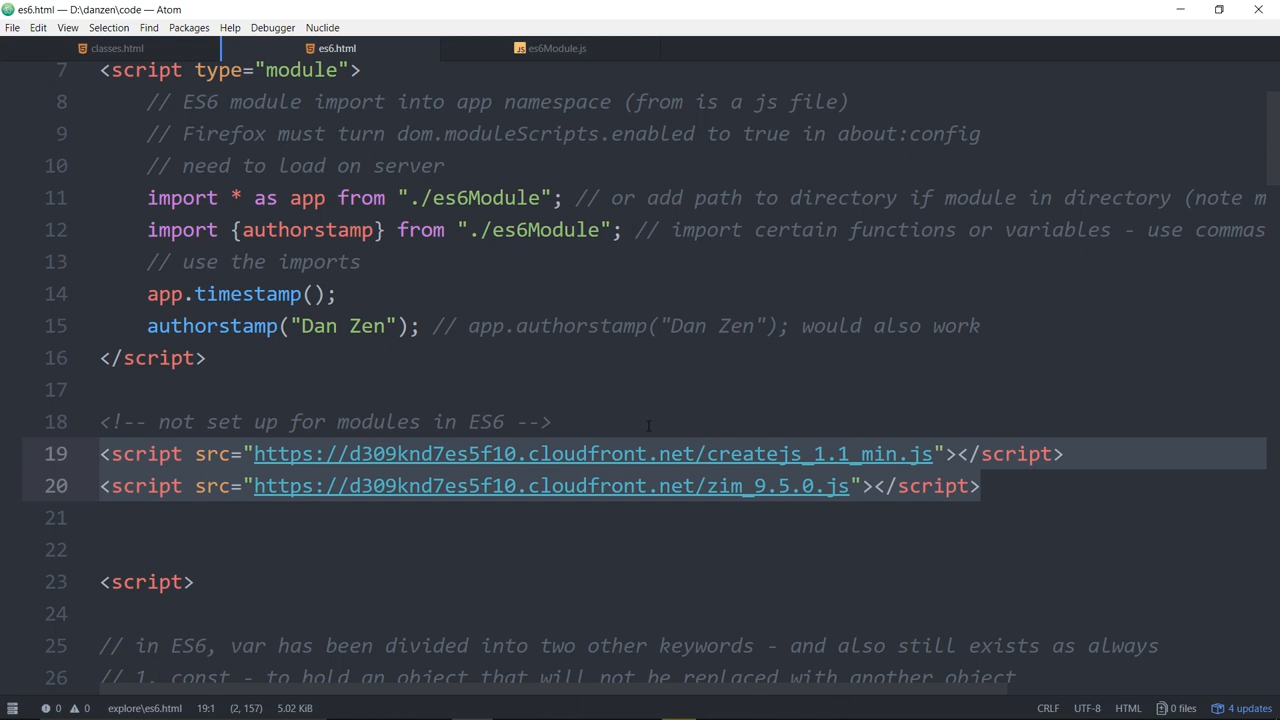 es6.html — D:\danzen\code — Atom
File Edit View Selection Find Packages Help Debugger Nuclide
classes.html es6.html JS es6Module.js
7 <script type="module">
8 // ES6 module import into app namespace (from is a js file)
9 // Firefox must turn dom.moduleScripts.enabled to true in about:config
10 // need to load on server
11 import * as app from "./es6Module"; // or add path to directory if module in directory (note m
12 import {authorstamp} from "./es6Module"; // import certain functions or variables - use commas
13 // use the imports
14 app.timestamp();
15 authorstamp("Dan Zen"); // app.authorstamp("Dan Zen"); would also work
16 </script>
17
18 <!-- not set up for modules in ES6 -->
19 <script src="https://d309knd7es5f10.cloudfront.net/createjs_1.1_min.js"></script>
20 <script src="https://d309knd7es5f10.cloudfront.net/zim_9.5.0.js"></script>
21
22
23 <script>
24
25 // in ES6, var has been divided into two other keywords - and also still exists as always
26 // 1. const - to hold an object that will not be replaced with another object
0 0 explore\es6.html 19:1 (2, 157) 5.02 KiB CRLF UTF-8 HTML 0 files 4 updates